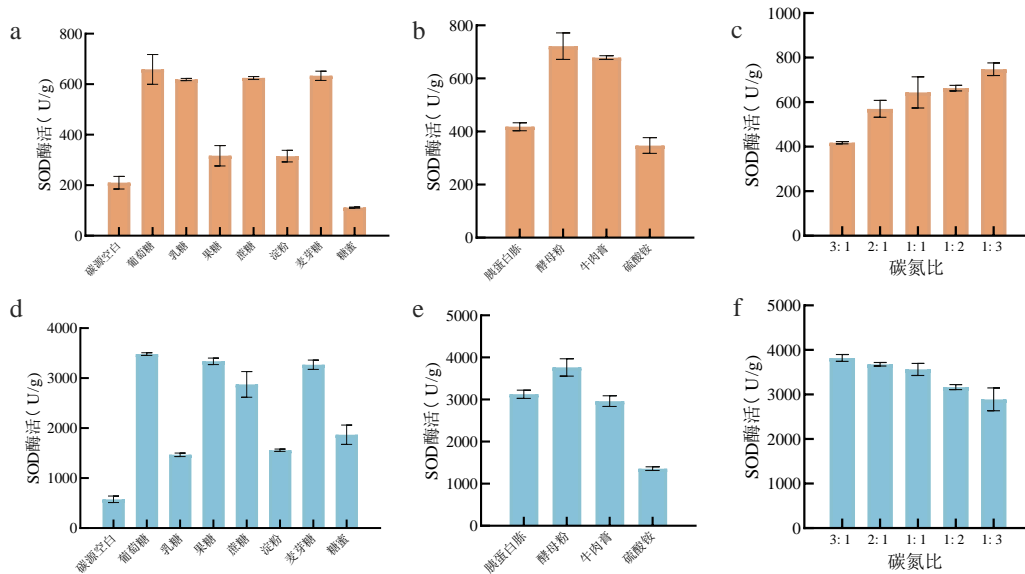 a
SOD酶活（U/g)
800
600
400
200
0
碳源空白
葡萄糖
乳糖
果糖
蔗糖
淀粉
麦芽糖
糖蜜
b
SOD酶活（U/g)
800
600
400
200
0
胰蛋白胨
酵母粉
牛肉膏
硫酸铵
c
SOD酶活（U/g)
1000
800
600
400
200
0
3: 1
2: 1
1: 1
1: 2
1: 3
碳氮比
d
SOD酶活（U/g)
4000
3000
2000
1000
0
碳源空白
葡萄糖
乳糖
果糖
蔗糖
淀粉
麦芽糖
糖蜜
e
SOD酶活（U/g)
5000
4000
3000
2000
1000
0
胰蛋白胨
酵母粉
牛肉膏
硫酸铵
f
SOD酶活（U/g)
5000
4000
3000
2000
1000
0
3: 1
2: 1
1: 1
1: 2
1: 3
碳氮比